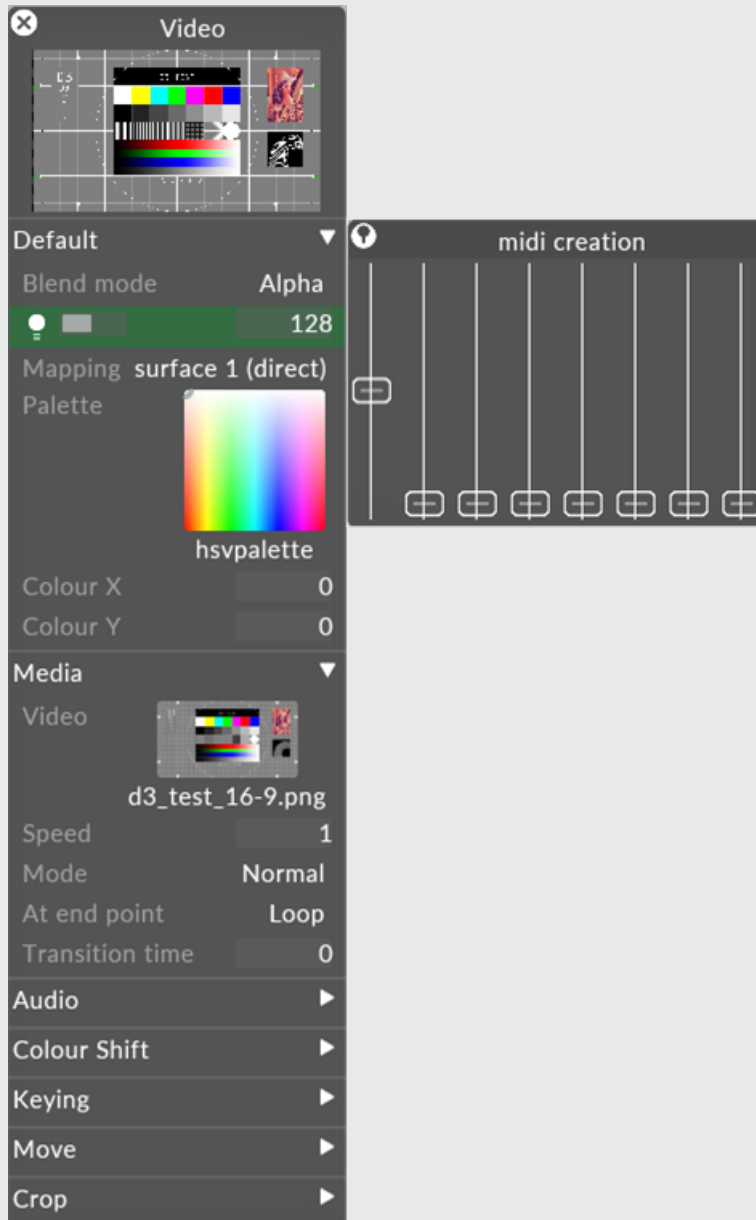 Video
Default
Blend mode Alpha
128
Mapping surface 1 (direct)
Palette
hsvpalette
Colour X 0
Colour Y 0
Media
Video
d3_test_16-9.png
Speed 1
Mode Normal
At end point Loop
Transition time 0
Audio
Colour Shift
Keying
Move
Crop
midi creation